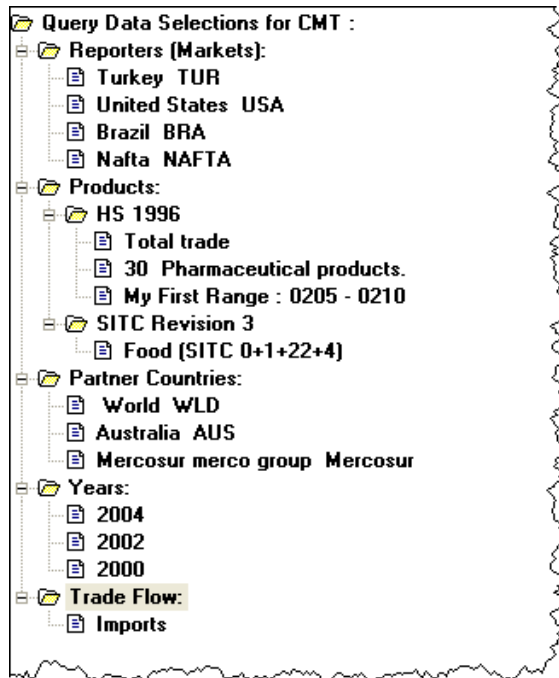 Query Data Selections for CMT :
Reporters (Markets):
Turkey TUR
United States USA
Brazil BRA
Nafta NAFTA
Products:
HS 1996
Total trade
30 Pharmaceutical products.
My First Range : 0205 - 0210
SITC Revision 3
Food (SITC 0+1+22+4)
Partner Countries:
World WLD
Australia AUS
Mercosur merco group Mercosur
Years:
2004
2002
2000
Trade Flow:
Imports